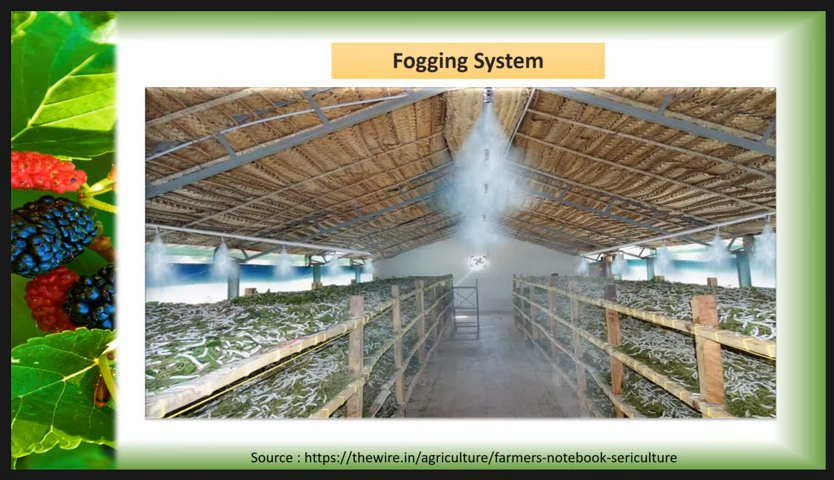 Fogging System
Source : https://thewire.in/agriculture/farmers-notebook-sericulture